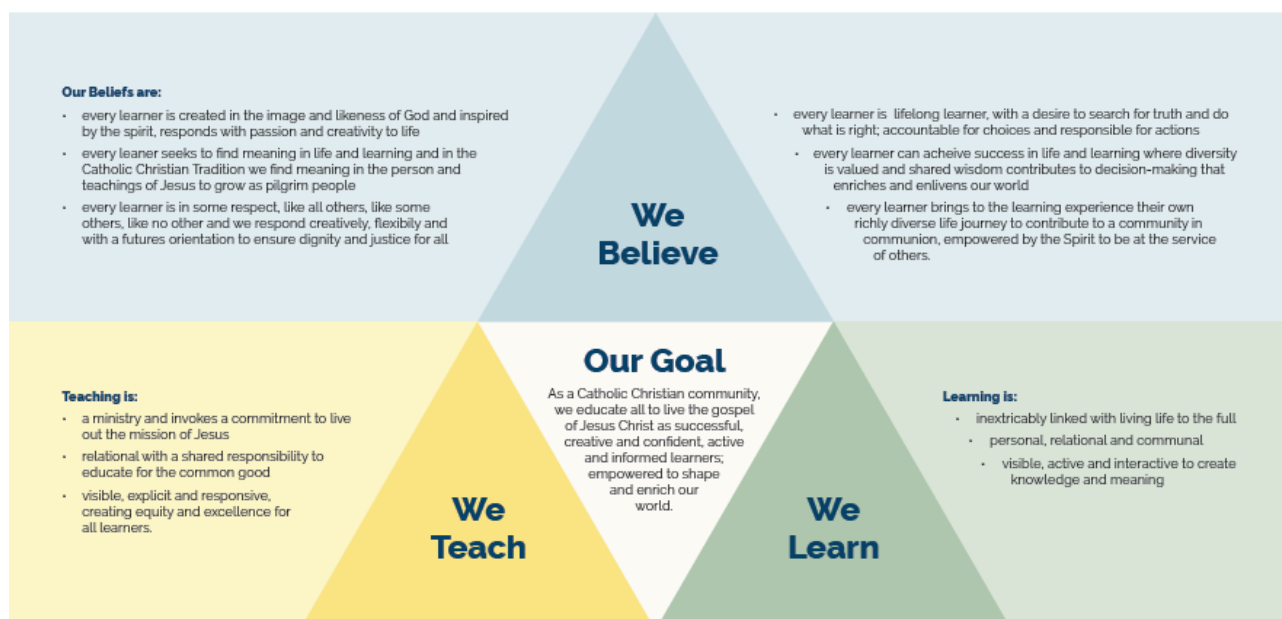 Our Beliefs are:
• every learner is created in the image and likeness of God and inspired
by the spirit, responds with passion and creativity to life
• every leaner seeks to find meaning in life and learning and in the
Catholic Christian Tradition we find meaning in the person and
teachings of Jesus to grow as pilgrim people
• every learner is in some respect, like all others, like some
others, like no other and we respond creatively, flexibily and
with a futures orientation to ensure dignity and justice for all
We
Believe
• every learner is lifelong learner, with a desire to search for truth and do
what is right; accountable for choices and responsible for actions
• every learner can acheive success in life and learning where diversity
is valued and shared wisdom contributes to decision-making that
enriches and enlivens our world
• every learner brings to the learning experience their own
richly diverse life journey to contribute to a community in
communion, empowered by the Spirit to be at the service
of others.
Teaching is:
• a ministry and invokes a commitment to live
out the mission of Jesus
• relational with a shared responsibility to
educate for the common good
• visible, explicit and responsive,
creating equity and excellence for
all learners.
We
Teach
Our Goal
As a Catholic Christian community,
we educate all to live the gospel
of Jesus Christ as successful,
creative and confident, active
and informed learners;
empowered to shape
and enrich our
world.
We
Learn
Learning is:
• inextricably linked with living life to the full
• personal, relational and communal
• visible, active and interactive to create
knowledge and meaning